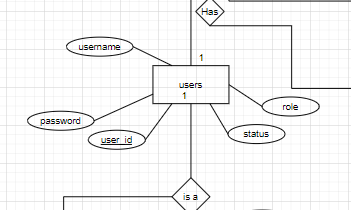 Has
username
1
users
1
role
password
status
user_id
is a